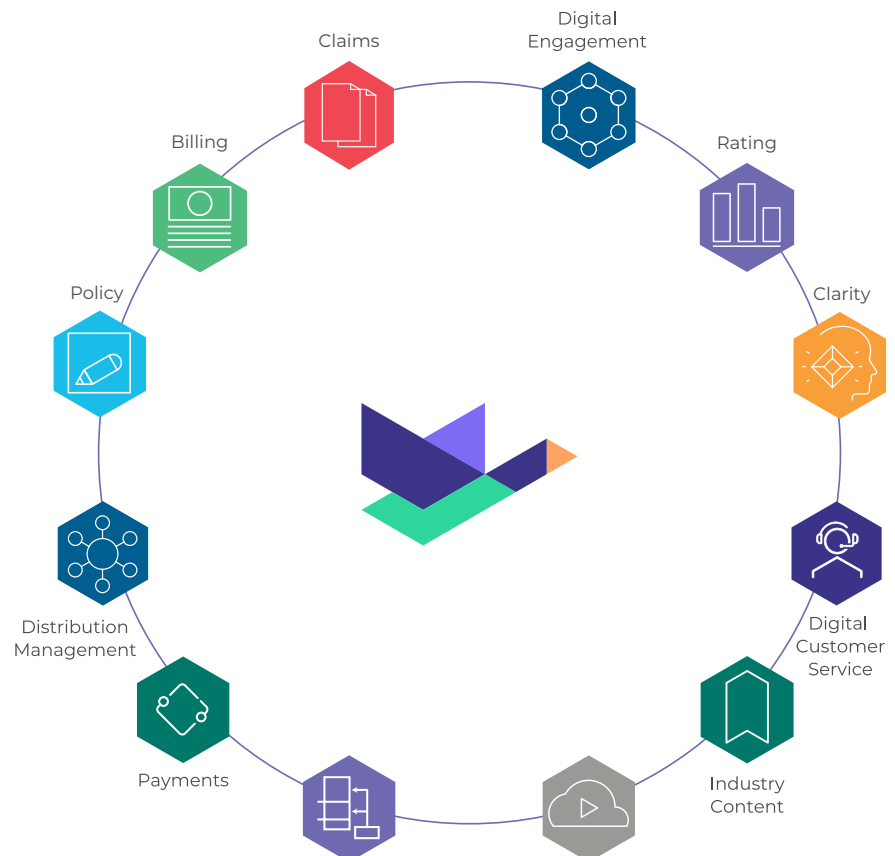 Digital
Engagement
Claims
Rating
Billing
Policy
Clarity
Distribution
Management
Digital
Customer
Service
Payments
Industry
Content